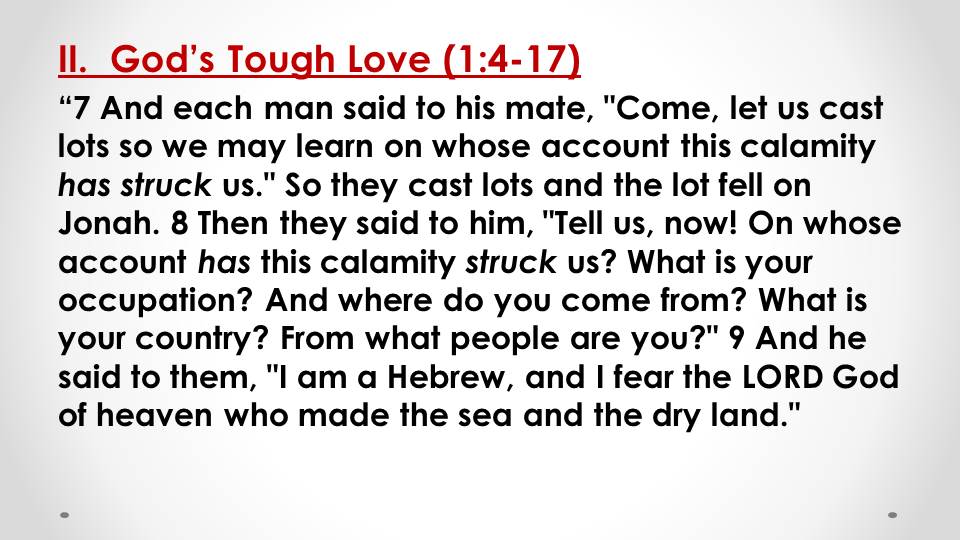 II.  God’s Tough Love (1:4-17)
“7 And each man said to his mate, "Come, let us cast
lots so we may learn on whose account this calamity
has struck us." So they cast lots and the lot fell on
Jonah. 8 Then they said to him, "Tell us, now! On whose
account has this calamity struck us? What is your
occupation? And where do you come from? What is
your country? From what people are you?" 9 And he
said to them, "I am a Hebrew, and I fear the LORD God
of heaven who made the sea and the dry land."